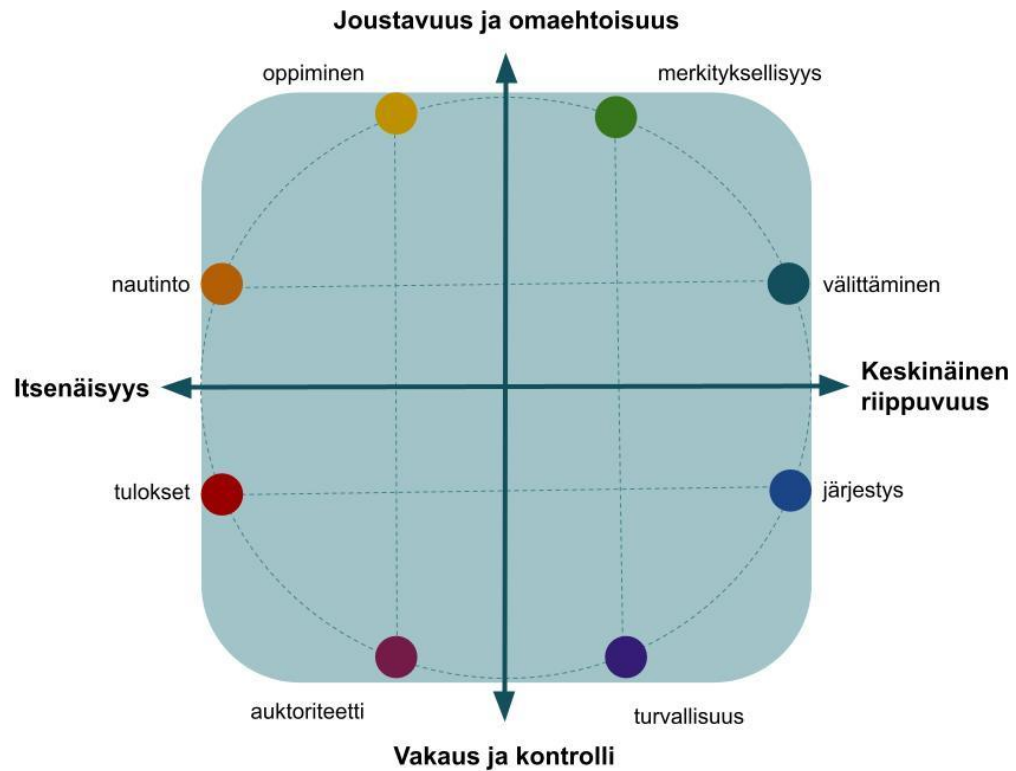 Joustavuus ja omaehtoisuus
oppiminen
merkityksellisyys
nautinto
välittäminen
Itsenäisyys
Keskinäinen
riippuvuus
tulokset
järjestys
auktoriteetti
turvallisuus
Vakaus ja kontrolli